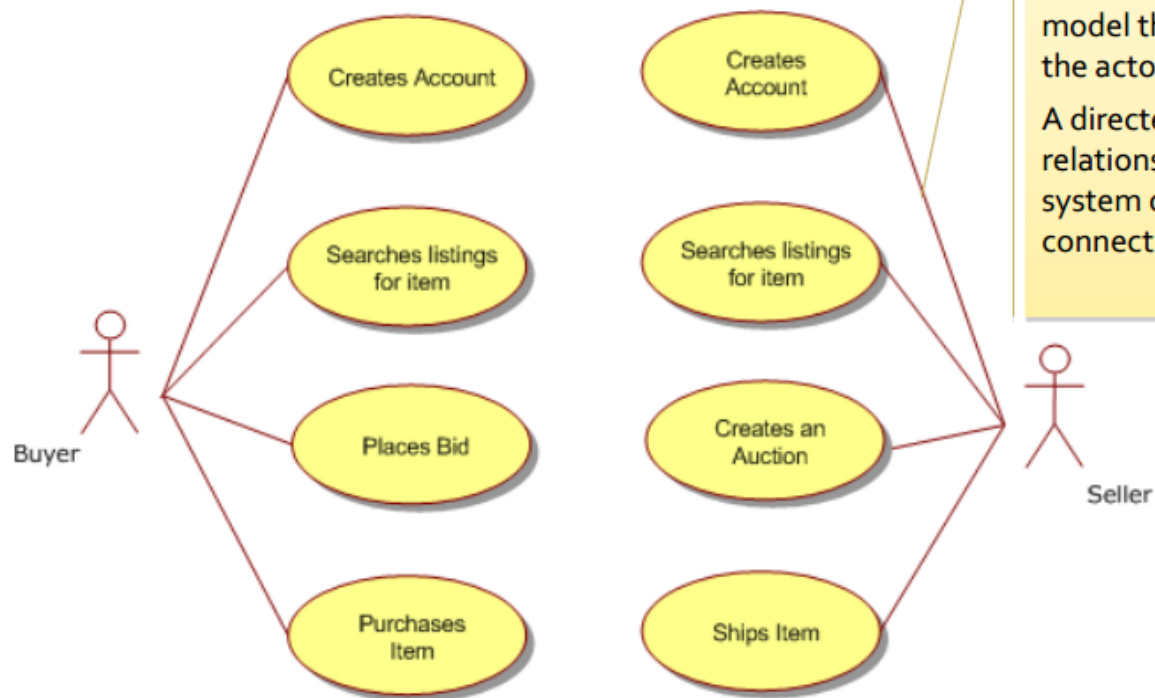 Creates Account
Creates
Account
model th
the acto
A directe
relations
system c
connect
Searches listings
for item
Searches listings
for item
Buyer
Places Bid
Creates an
Auction
Seller
Purchases
Item
Ships Item